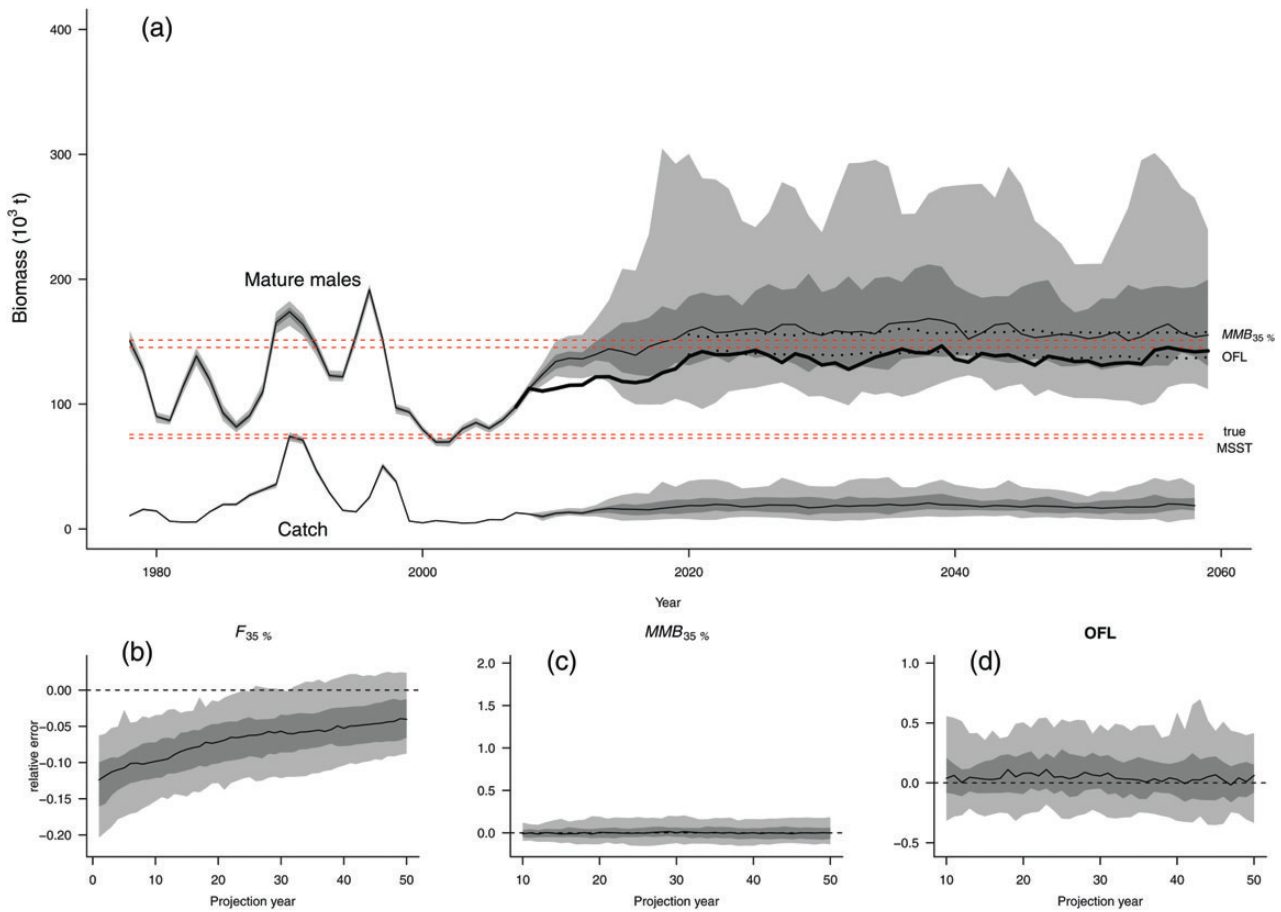 (a)
400
300
200
100
0
Biomass (10³ t)
Mature males
Catch
MMB₃₅ %
OFL
true
MSST
1980
2000
2020
2040
2060
Year
F₃₅ %
(b)
0.00
−0.05
−0.10
−0.15
−0.20
relative error
0
10
20
30
40
50
Projection year
MMB₃₅ %
(c)
2.0
1.5
1.0
0.5
0.0
10
20
30
40
50
Projection year
OFL
(d)
1.0
0.5
0.0
−0.5
10
20
30
40
50
Projection year